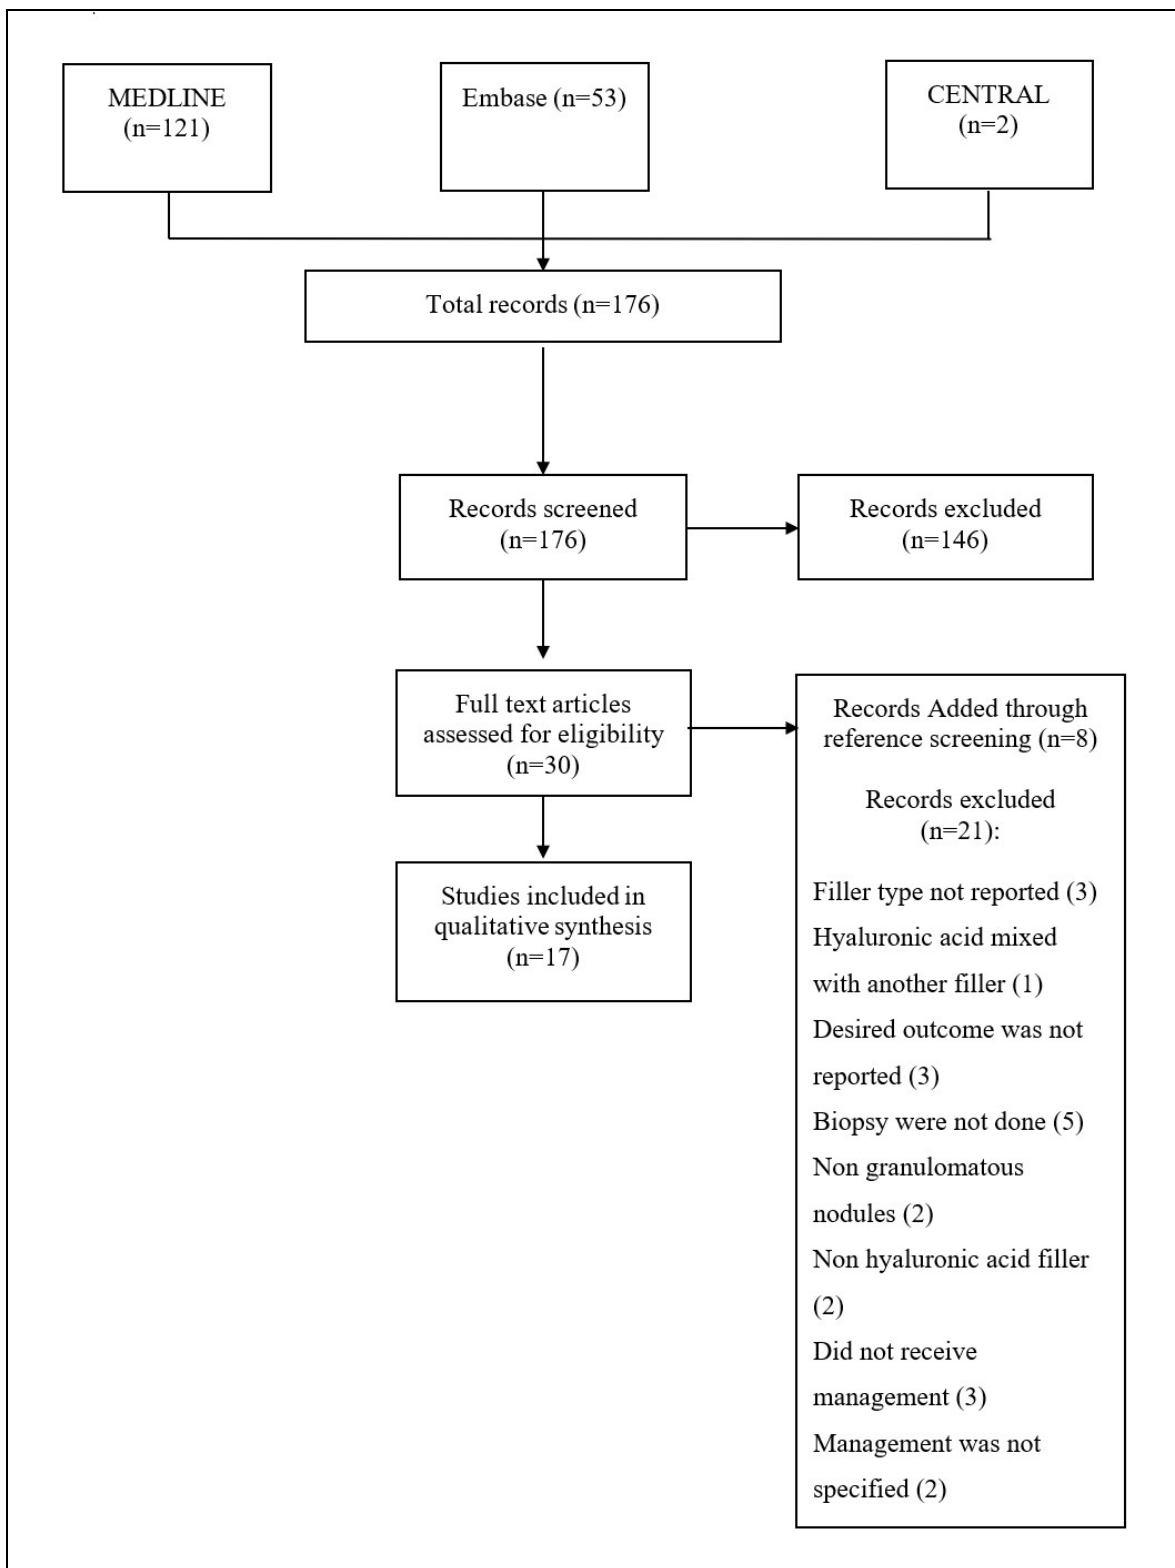 MEDLINE
(n=121)
Embase (n=53)
CENTRAL
(n=2)
Total records (n=176)
Records screened
(n=176)
Records excluded
(n=146)
Full text articles
assessed for eligibility
(n=30)
Records Added through
reference screening (n=8)
Records excluded
(n=21):
Filler type not reported (3)
Hyaluronic acid mixed
with another filler (1)
Desired outcome was not
reported (3)
Biopsy were not done (5)
Non granulomatous
nodules (2)
Non hyaluronic acid filler
(2)
Did not receive
management (3)
Management was not
specified (2)
Studies included in
qualitative synthesis
(n=17)